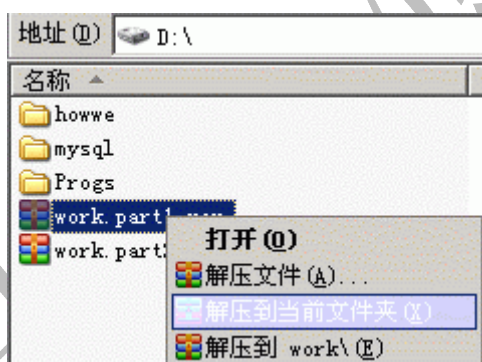 地址(D) D:\
名称
howwe
mysql
Progs
work.part1
work.part
打开(O)
解压文件(A)...
解压到当前文件夹(X)
解压到 work\(E)